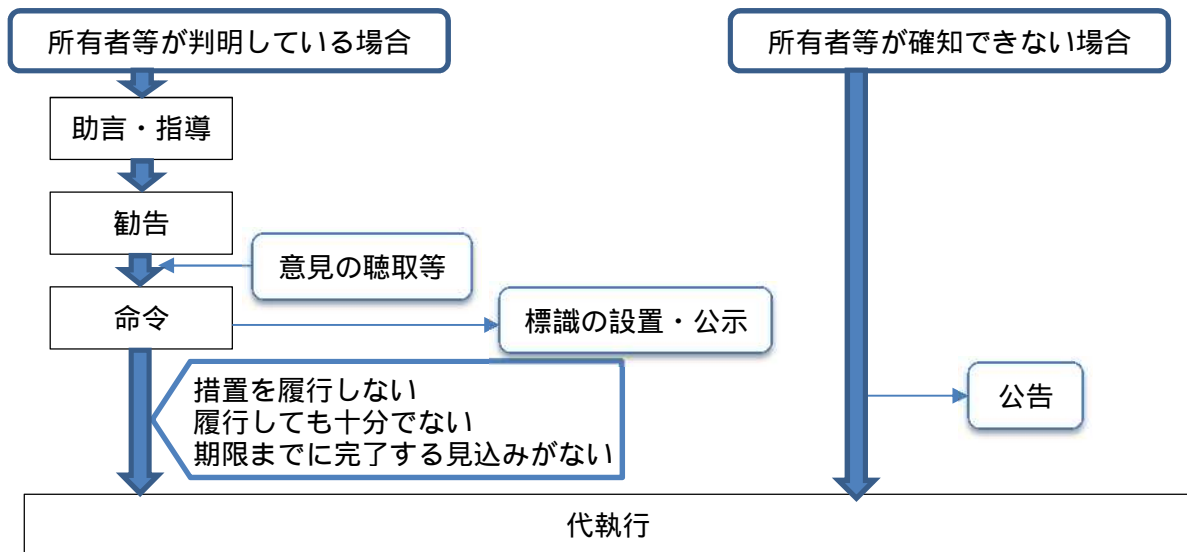 所有者等が判明している場合
所有者等が確知できない場合
助言・指導
勧告
意見の聴取等
命令
標識の設置・公示
措置を履行しない
履行しても十分でない
期限までに完了する見込みがない
公告
代執行